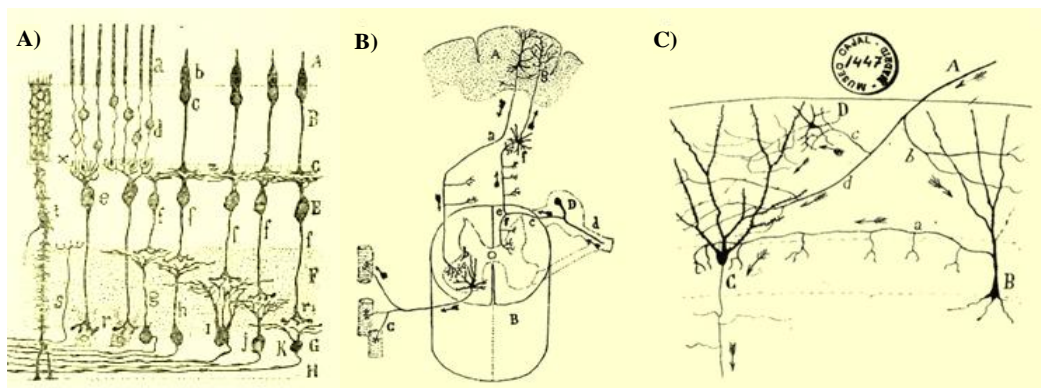 A) B) C)
MUSEO CAJAL
1447
MADRID
a b A
c
d B
C
e f f f f E
t f F
s g h
r I j K G
H
A B
a
f
D
e c d
B
G
A
D
c
b
d
a
C B